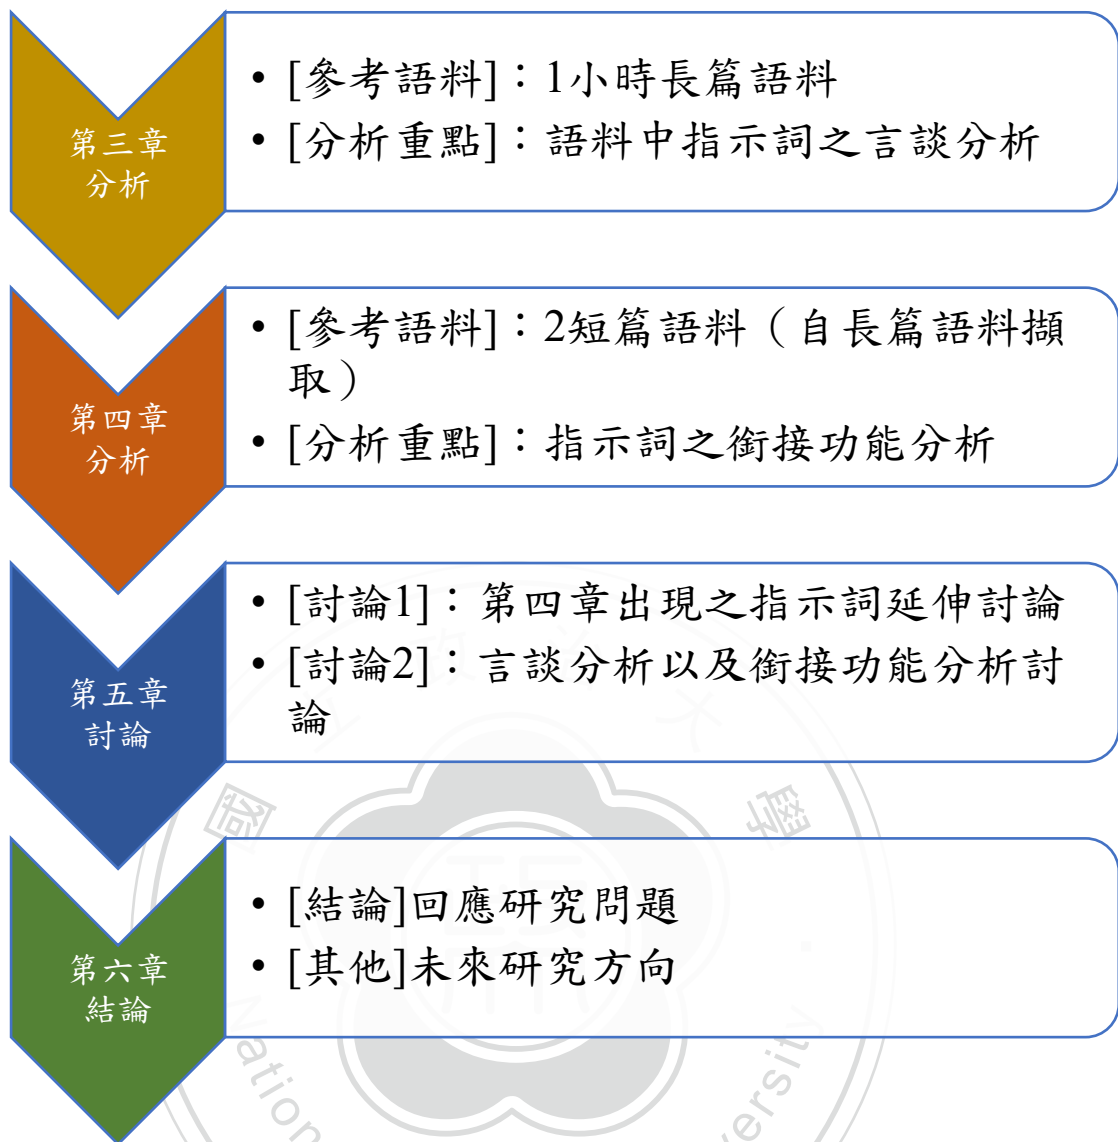 第三章
分析
• [參考語料]：1小時長篇語料
• [分析重點]：語料中指示詞之言談分析
第四章
分析
• [參考語料]：2短篇語料（自長篇語料擷
取）
• [分析重點]：指示詞之銜接功能分析
第五章
討論
• [討論1]：第四章出現之指示詞延伸討論
• [討論2]：言談分析以及銜接功能分析討
論
第六章
結論
• [結論]回應研究問題
• [其他]未來研究方向